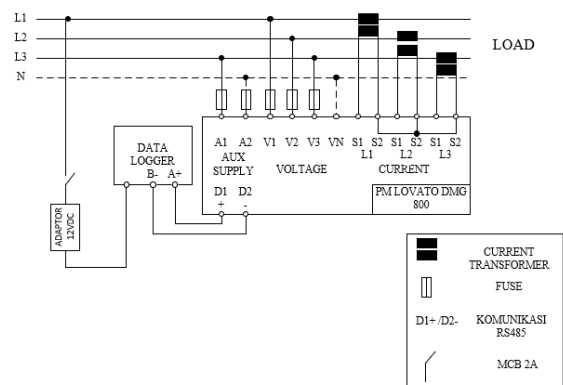 L1
L2
L3
N
LOAD
DATA
LOGGER
B- A+
A1 A2 V1 V2 V3 VN S1 S2 S1 S2 S1 S2
L1 L2 L3
AUX
SUPPLY
VOLTAGE
CURRENT
D1 D2
+ -
PM LOVATO DMG
800
ADAPTOR
12VDC
CURRENT
TRANSFORMER
FUSE
D1+ /D2-
KOMUNIKASI
RS485
MCB 2A